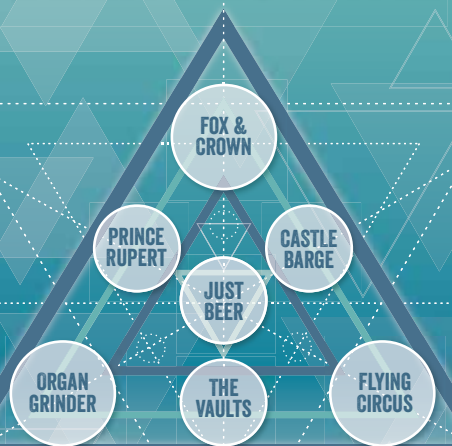 FOX &
CROWN
PRINCE
RUPERT
CASTLE
BARGE
JUST
BEER
ORGAN
GRINDER
THE
VAULTS
FLYING
CIRCUS